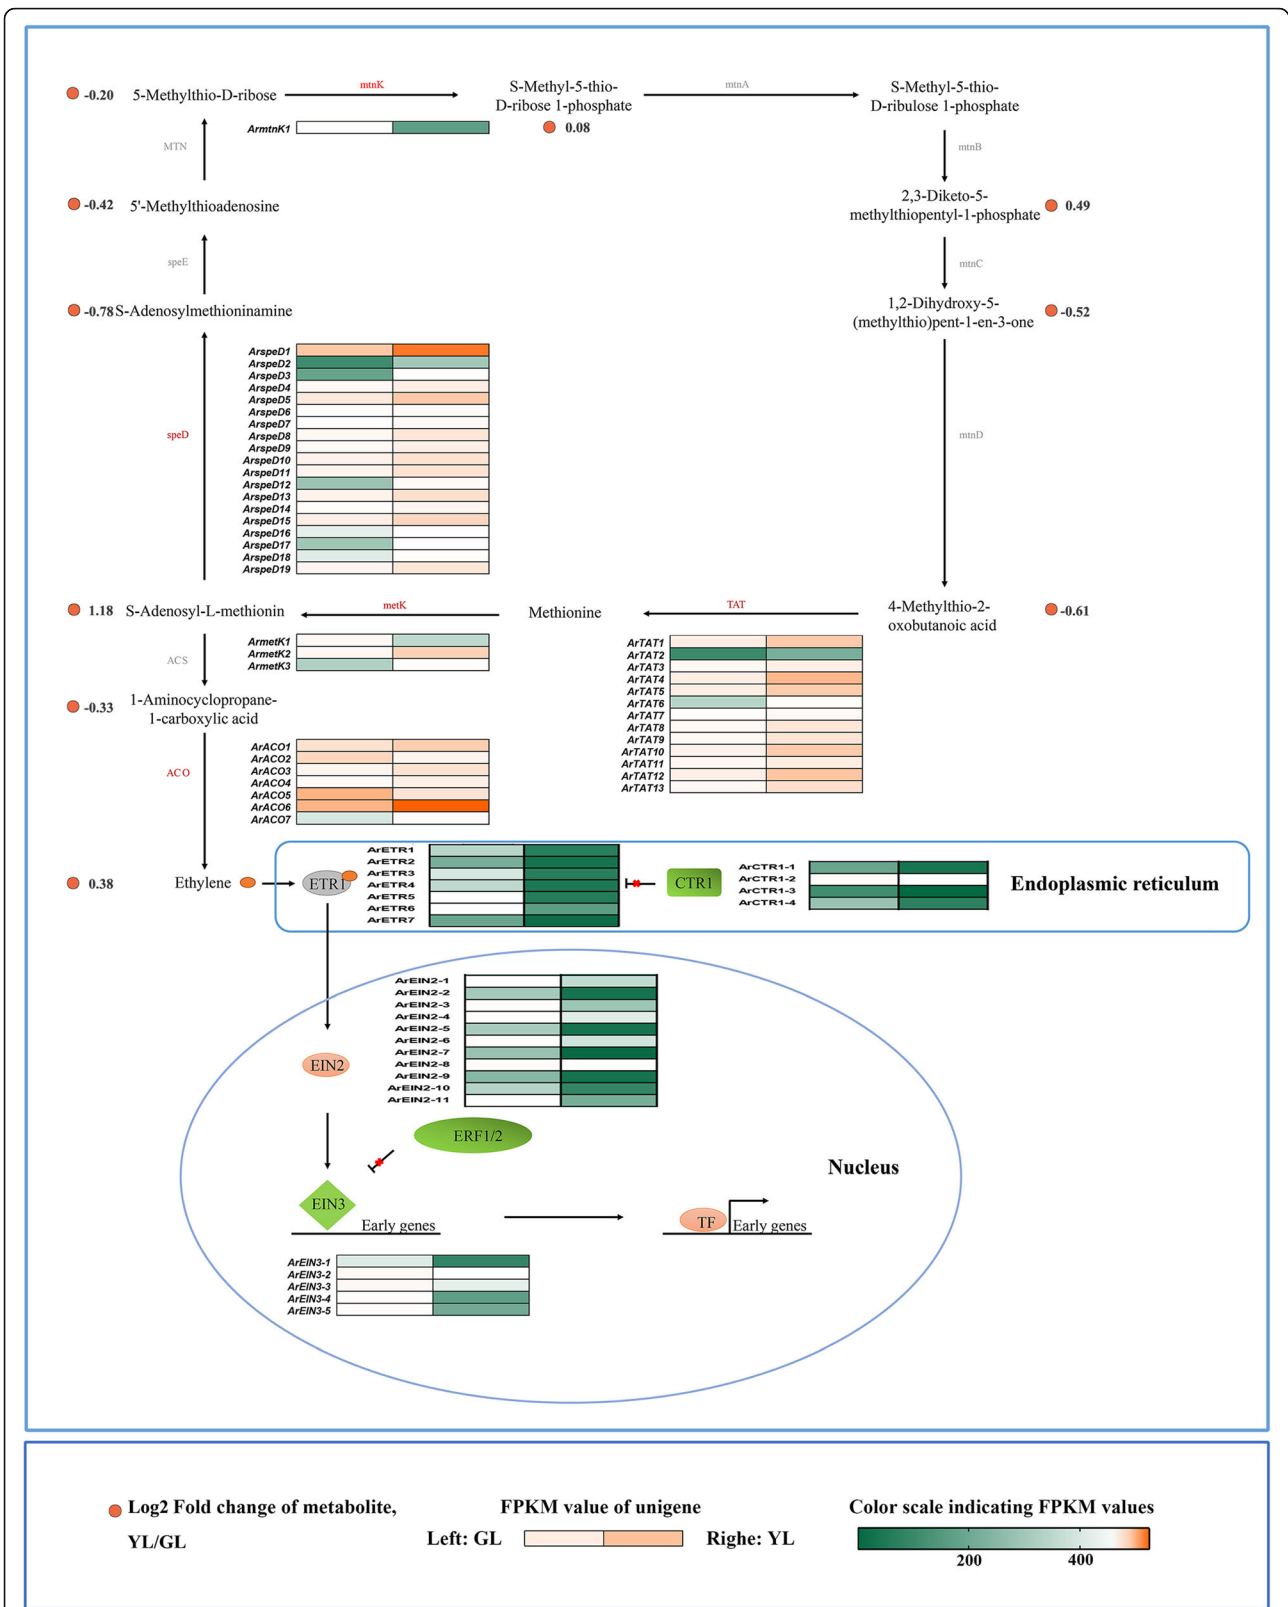 -0.20
5-Methylthio-D-ribose
mtnK
S-Methyl-5-thio-
D-ribose 1-phosphate
mtnA
S-Methyl-5-thio-
D-ribulose 1-phosphate
ArmtnK1
0.08
MTN
mtnB
-0.42
5'-Methylthioadenosine
2,3-Diketo-5-
methylthiopentyl-1-phosphate
0.49
speE
mtnC
-0.78
S-Adenosylmethioninamine
1,2-Dihydroxy-5-
(methylthio)pent-1-en-3-one
-0.52
speD
mtnD
ArspeD1
ArspeD2
ArspeD3
ArspeD4
ArspeD5
ArspeD6
ArspeD7
ArspeD8
ArspeD9
ArspeD10
ArspeD11
ArspeD12
ArspeD13
ArspeD14
ArspeD15
ArspeD16
ArspeD17
ArspeD18
ArspeD19
1.18
S-Adenosyl-L-methionin
metK
Methionine
TAT
4-Methylthio-2-
oxobutanoic acid
-0.61
ArmetK1
ArmetK2
ArmetK3
ArTAT1
ArTAT2
ArTAT3
ArTAT4
ArTAT5
ArTAT6
ArTAT7
ArTAT8
ArTAT9
ArTAT10
ArTAT11
ArTAT12
ArTAT13
ACS
-0.33
1-Aminocyclopropane-
1-carboxylic acid
ACO
ArACO1
ArACO2
ArACO3
ArACO4
ArACO5
ArACO6
ArACO7
0.38
Ethylene
ETR1
ArETR1
ArETR2
ArETR3
ArETR4
ArETR5
ArETR6
ArETR7
CTR1
ArCTR1-1
ArCTR1-2
ArCTR1-3
ArCTR1-4
Endoplasmic reticulum
ArEIN2-1
ArEIN2-2
ArEIN2-3
ArEIN2-4
ArEIN2-5
ArEIN2-6
ArEIN2-7
ArEIN2-8
ArEIN2-9
ArEIN2-10
ArEIN2-11
EIN2
ERF1/2
Nucleus
EIN3
Early genes
TF
Early genes
ArEIN3-1
ArEIN3-2
ArEIN3-3
ArEIN3-4
ArEIN3-5
Log2 Fold change of metabolite,
YL/GL
FPKM value of unigene
Left: GL
Righe: YL
Color scale indicating FPKM values
200
400